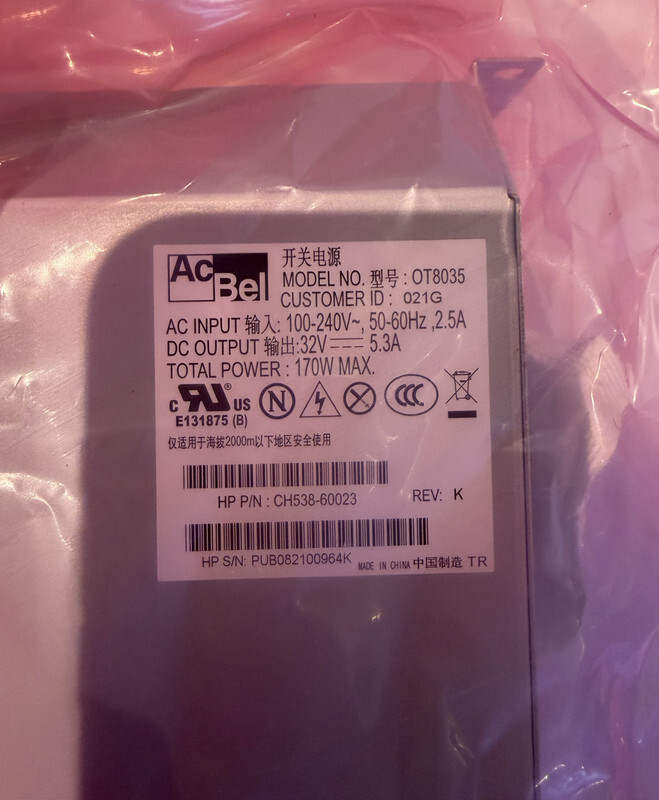 AcBel
开关电源
MODEL NO. 型号 : OT8035
CUSTOMER ID : 021G
AC INPUT 输入: 100-240V~, 50-60Hz ,2.5A
DC OUTPUT 输出:32V⎓ 5.3A
TOTAL POWER : 170W MAX.
c RU ® US N CCC
E131875 (B)
仅适用于海拔2000m以下地区安全使用
HP P/N : CH538-60023 REV: K
HP S/N: PUB082100964K MADE IN CHINA 中国制造 TR